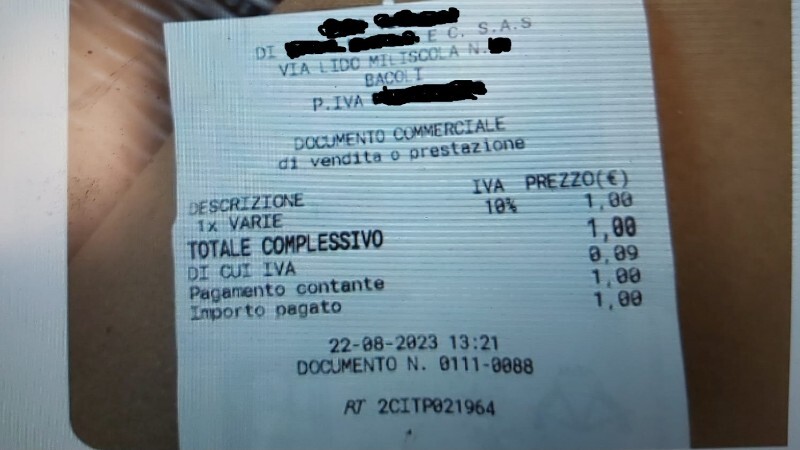 DI E C. S.A.S
VIA LIDO MILISCOLA N.
BACOLI
P.IVA
DOCUMENTO COMMERCIALE
di vendita o prestazione
DESCRIZIONE IVA PREZZO(€)
1x VARIE 10% 1,00
TOTALE COMPLESSIVO 1,00
DI CUI IVA 0,09
Pagamento contante 1,00
Importo pagato 1,00
22-08-2023 13:21
DOCUMENTO N. 0111-0088
RT 2CITP021964